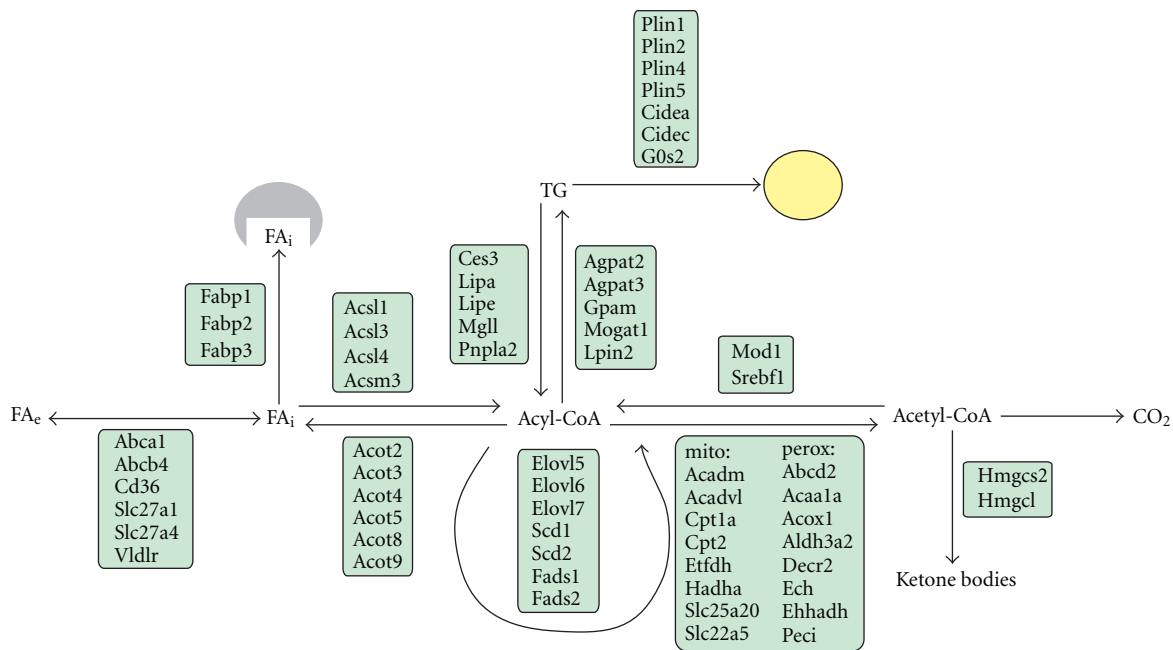 Plin1
Plin2
Plin4
Plin5
Cidea
Cidec
G0s2
TG
FAi
Fabp1
Fabp2
Fabp3
Acsl1
Acsl3
Acsl4
Acsm3
Ces3
Lipa
Lipe
Mgll
Pnpla2
Agpat2
Agpat3
Gpam
Mogat1
Lpin2
Mod1
Srebf1
FAe
FAi
Acyl-CoA
Acetyl-CoA
CO2
Abca1
Abcb4
Cd36
Slc27a1
Slc27a4
Vldlr
Acot2
Acot3
Acot4
Acot5
Acot8
Acot9
Elovl5
Elovl6
Elovl7
Scd1
Scd2
Fads1
Fads2
mito:
Acadm
Acadvl
Cpt1a
Cpt2
Etfdh
Hadha
Slc25a20
Slc22a5
perox:
Abcd2
Acaa1a
Acox1
Aldh3a2
Decr2
Ech
Ehhadh
Peci
Hmgcs2
Hmgcl
Ketone bodies